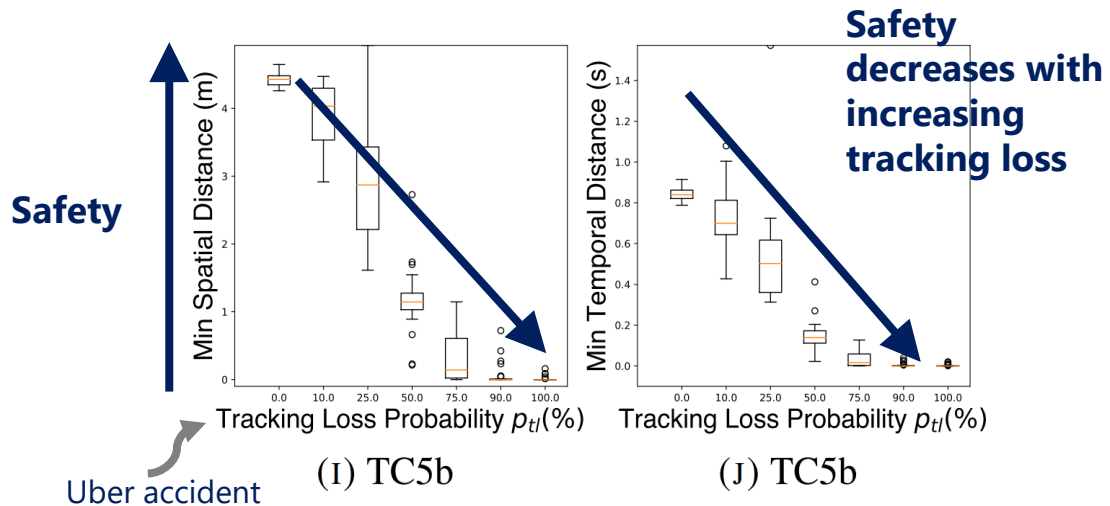 Safety
decreases with
increasing
tracking loss
Safety
Min Spatial Distance (m)
4
3
2
1
0
0.0 10.0 25.0 50.0 75.0 90.0 100.0
Tracking Loss Probability p_tl(%)
(I) TC5b
Min Temporal Distance (s)
1.4
1.2
1.0
0.8
0.6
0.4
0.2
0.0
0.0 10.0 25.0 50.0 75.0 90.0 100.0
Tracking Loss Probability p_tl(%)
(J) TC5b
Uber accident